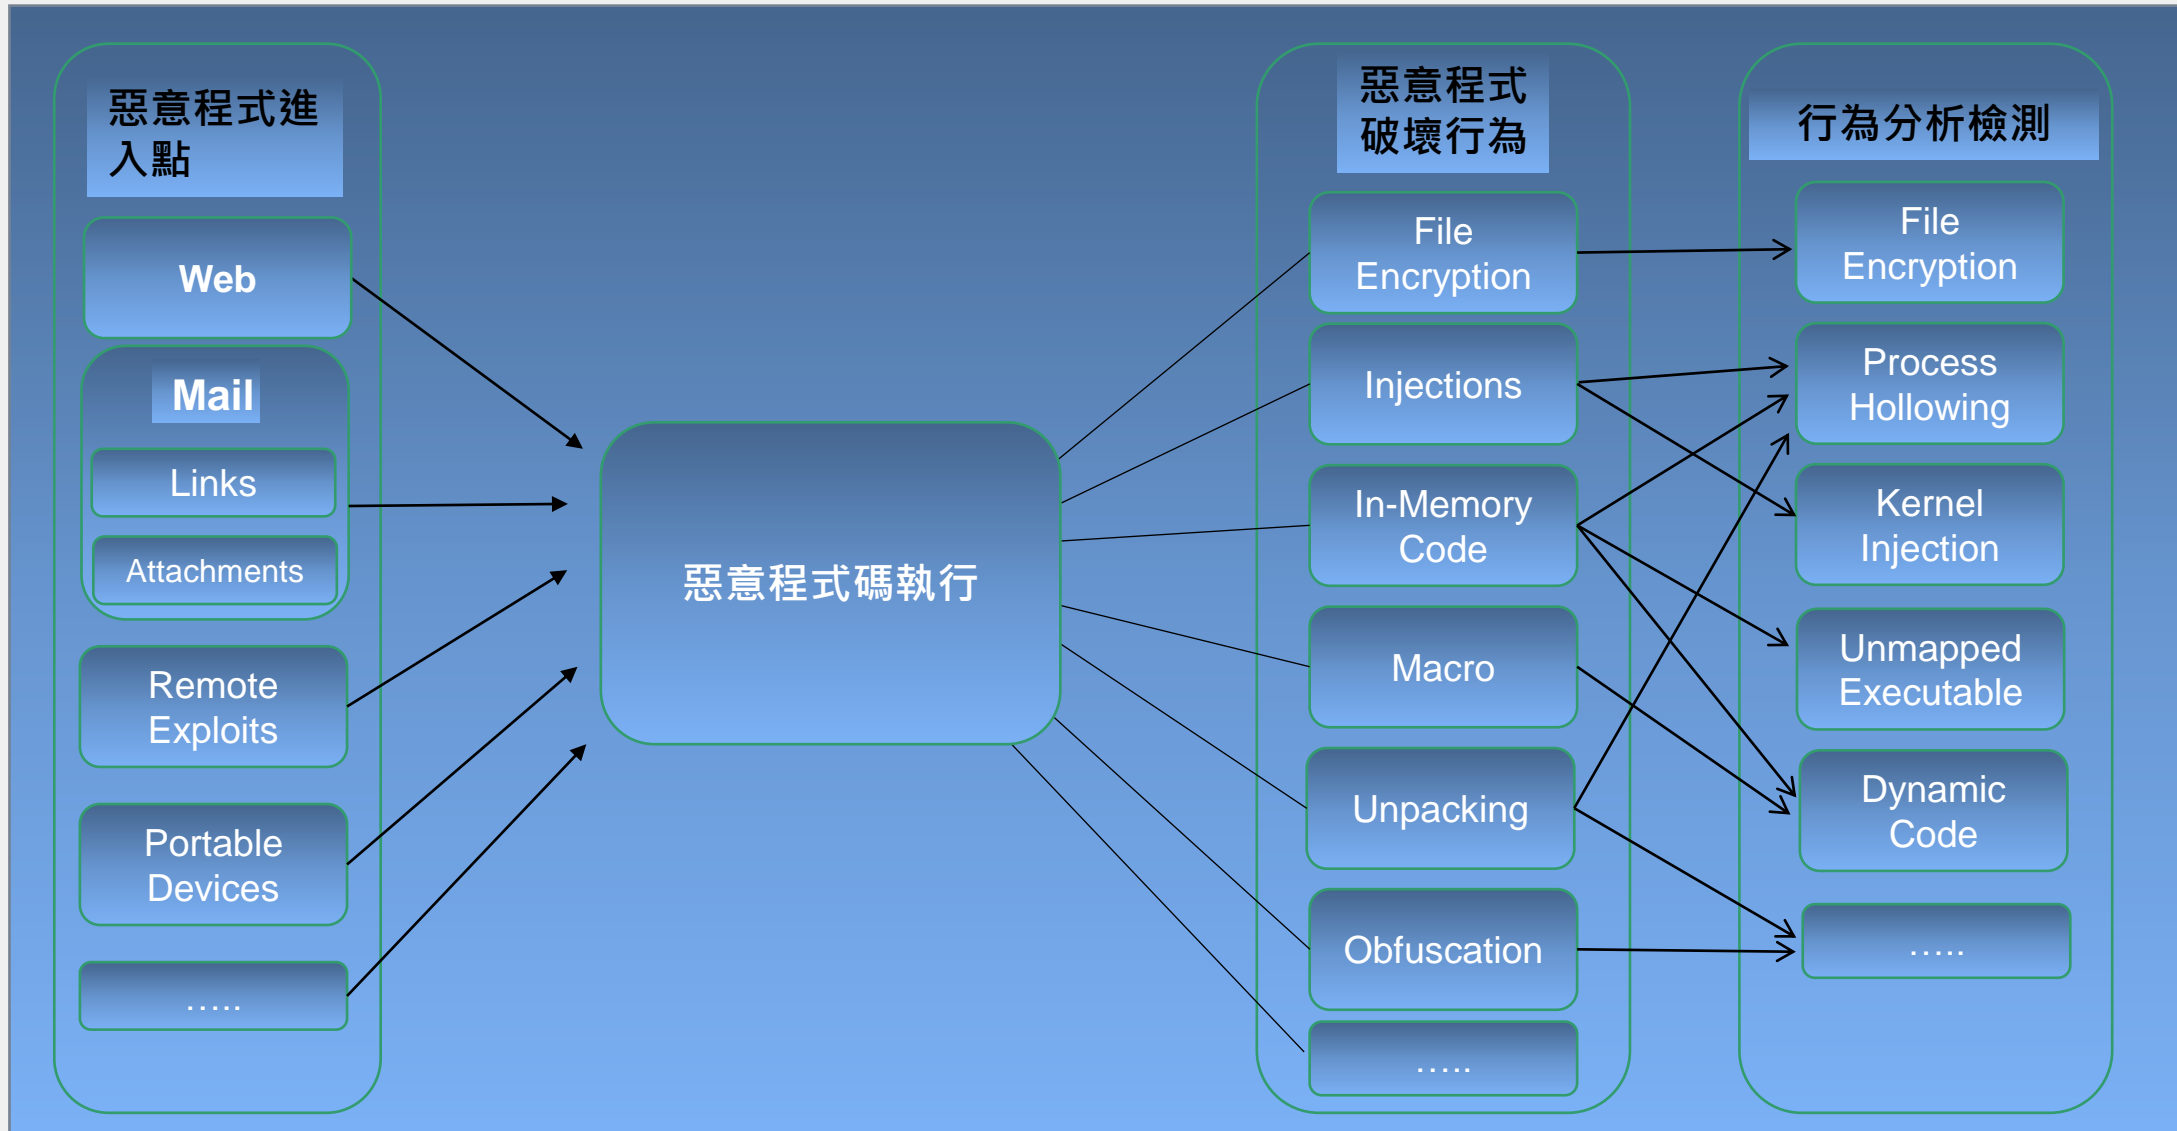 惡意程式進
入點
Web
Mail
Links
Attachments
Remote
Exploits
Portable
Devices
…..
惡意程式碼執行
惡意程式
破壞行為
File
Encryption
Injections
In-Memory
Code
Macro
Unpacking
Obfuscation
…..
行為分析檢測
File
Encryption
Process
Hollowing
Kernel
Injection
Unmapped
Executable
Dynamic
Code
…..